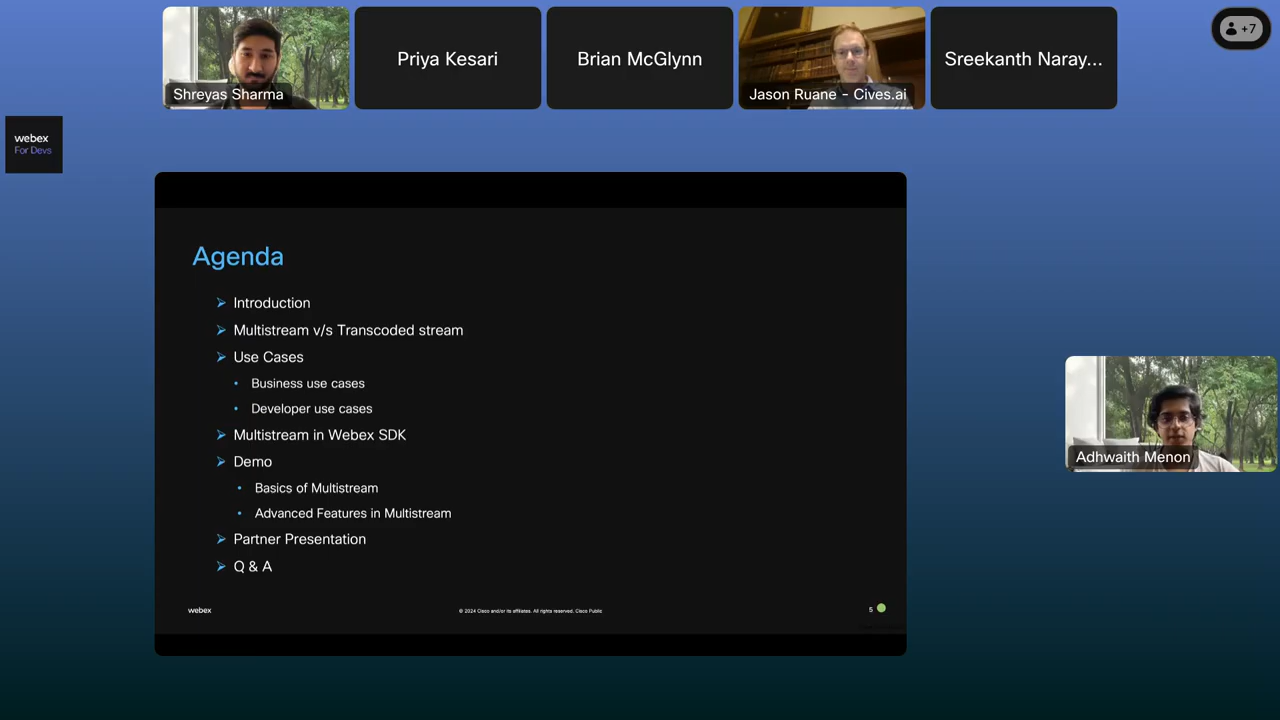 Shreyas Sharma
Priya Kesari
Brian McGlynn
Jason Ruane - Cives.ai
Sreekanth Naray...
+7
webex
For Devs
Agenda
Introduction
Multistream v/s Transcoded stream
Use Cases
Business use cases
Developer use cases
Multistream in Webex SDK
Demo
Basics of Multistream
Advanced Features in Multistream
Partner Presentation
Q & A
webex
© 2024 Cisco and/or its affiliates. All rights reserved. Cisco Public
5
Adhwaith Menon